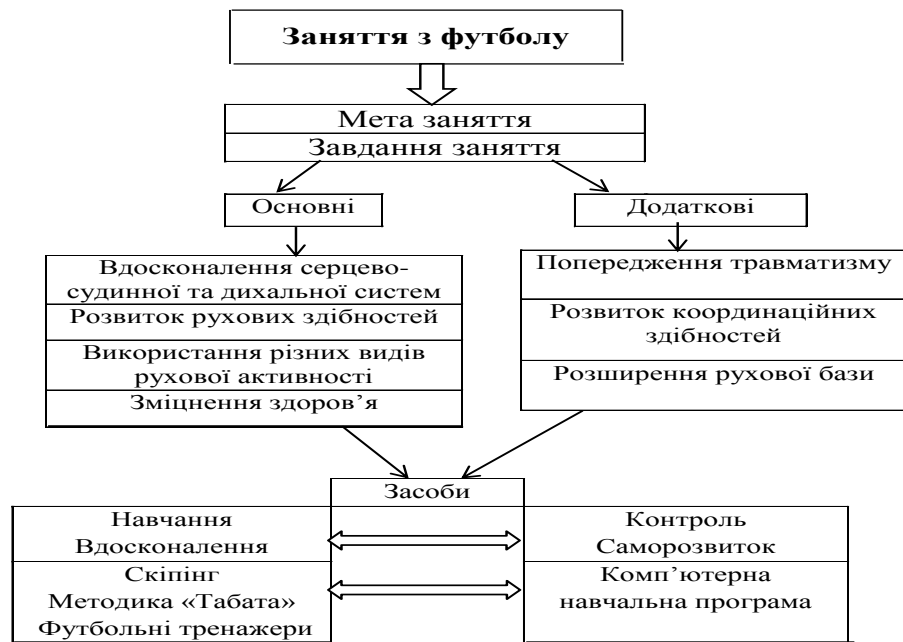 Заняття з футболу
Мета заняття
Завдання заняття
Основні
Додаткові
Вдосконалення серцево-
судинної та дихальної систем
Розвиток рухових здібностей
Використання різних видів
рухової активності
Зміцнення здоров’я
Попередження травматизму
Розвиток координаційних
здібностей
Розширення рухової бази
Засоби
Навчання
Вдосконалення
Контроль
Саморозвиток
Скіпінг
Методика «Табата»
Футбольні тренажери
Комп’ютерна
навчальна програма